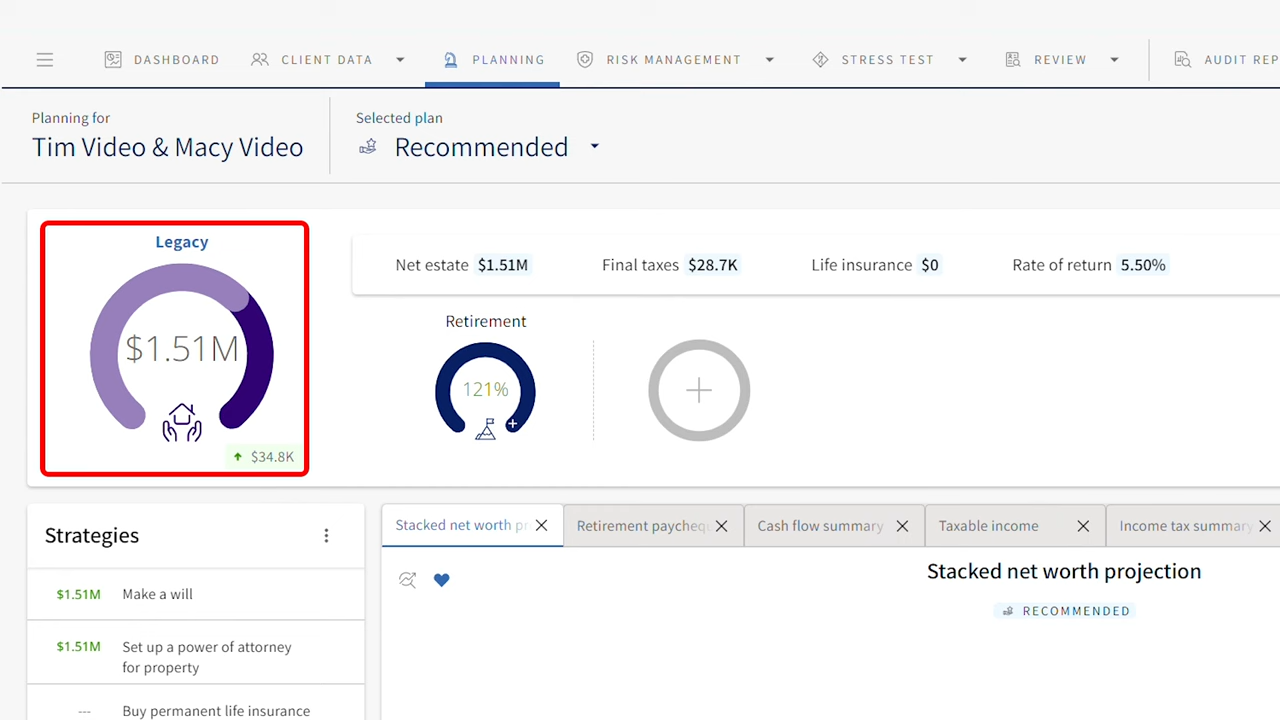 DASHBOARD
CLIENT DATA
PLANNING
RISK MANAGEMENT
STRESS TEST
REVIEW
AUDIT REP
Planning for
Tim Video & Macy Video
Selected plan
Recommended
Legacy
$1.51M
$34.8K
Net estate $1.51M
Final taxes $28.7K
Life insurance $0
Rate of return 5.50%
Retirement
121%
Strategies
$1.51M Make a will
$1.51M Set up a power of attorney
for property
--- Buy permanent life insurance
Stacked net worth pr
Retirement paycheq
Cash flow summary
Taxable income
Income tax summary
Stacked net worth projection
RECOMMENDED